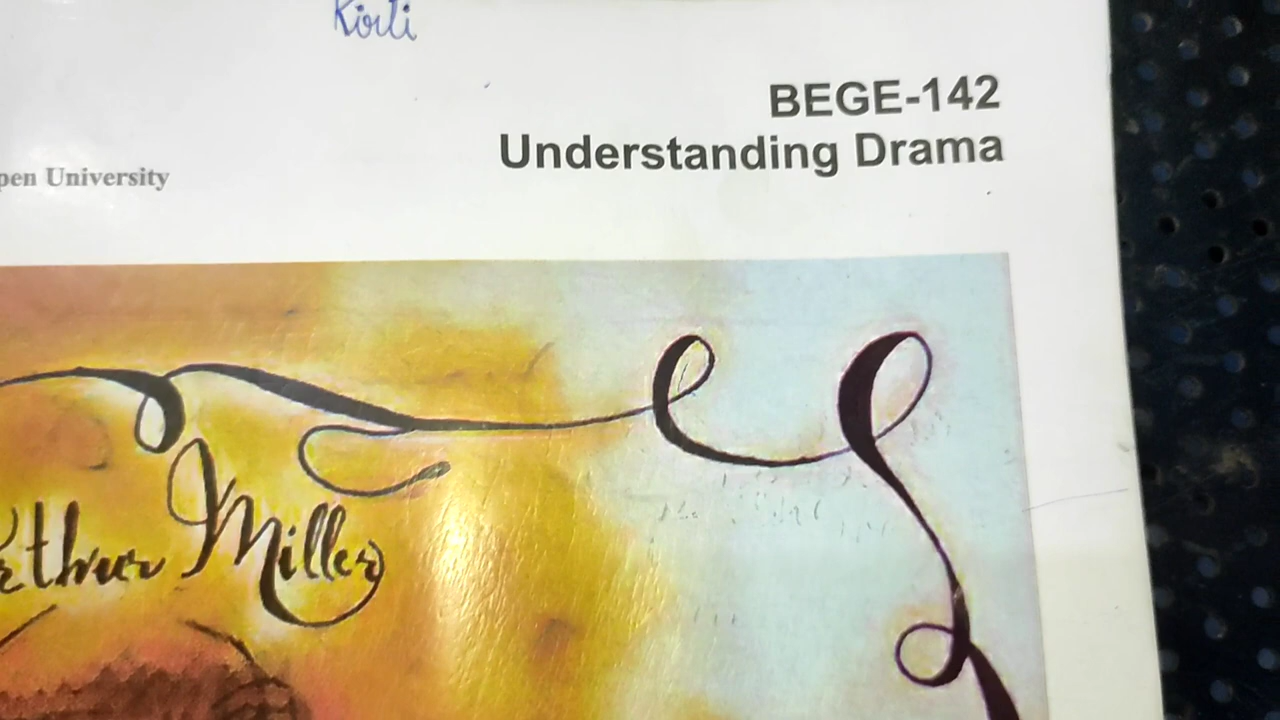 Kirti
BEGE-142
Understanding Drama
pen University
rthur Miller